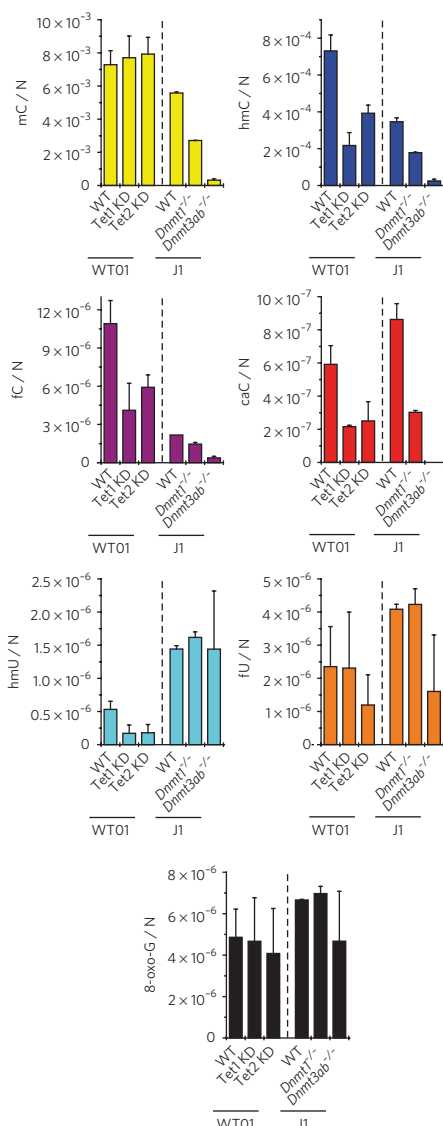 mC / N
10 × 10⁻³
8 × 10⁻³
6 × 10⁻³
4 × 10⁻³
2 × 10⁻³
0
WT
Tet1 KD
Tet2 KD
WT
Dnmt1⁻/⁻
Dnmt3ab⁻/⁻
WT01
J1
hmC / N
8 × 10⁻⁴
6 × 10⁻⁴
4 × 10⁻⁴
2 × 10⁻⁴
0
WT
Tet1 KD
Tet2 KD
WT
Dnmt1⁻/⁻
Dnmt3ab⁻/⁻
WT01
J1
fC / N
12 × 10⁻⁶
9 × 10⁻⁶
6 × 10⁻⁶
3 × 10⁻⁶
0
WT
Tet1 KD
Tet2 KD
WT
Dnmt1⁻/⁻
Dnmt3ab⁻/⁻
WT01
J1
caC / N
10 × 10⁻⁷
8 × 10⁻⁷
6 × 10⁻⁷
4 × 10⁻⁷
2 × 10⁻⁷
0
WT
Tet1 KD
Tet2 KD
WT
Dnmt1⁻/⁻
Dnmt3ab⁻/⁻
WT01
J1
hmU / N
2.5 × 10⁻⁶
2.0 × 10⁻⁶
1.5 × 10⁻⁶
1.0 × 10⁻⁶
0.5 × 10⁻⁶
0
WT
Tet1 KD
Tet2 KD
WT
Dnmt1⁻/⁻
Dnmt3ab⁻/⁻
WT01
J1
fU / N
6 × 10⁻⁶
5 × 10⁻⁶
4 × 10⁻⁶
3 × 10⁻⁶
2 × 10⁻⁶
1 × 10⁻⁶
0
WT
Tet1 KD
Tet2 KD
WT
Dnmt1⁻/⁻
Dnmt3ab⁻/⁻
WT01
J1
8-oxo-G / N
8 × 10⁻⁶
6 × 10⁻⁶
4 × 10⁻⁶
2 × 10⁻⁶
0
WT
Tet1 KD
Tet2 KD
WT
Dnmt1⁻/⁻
Dnmt3ab⁻/⁻
WT01
J1